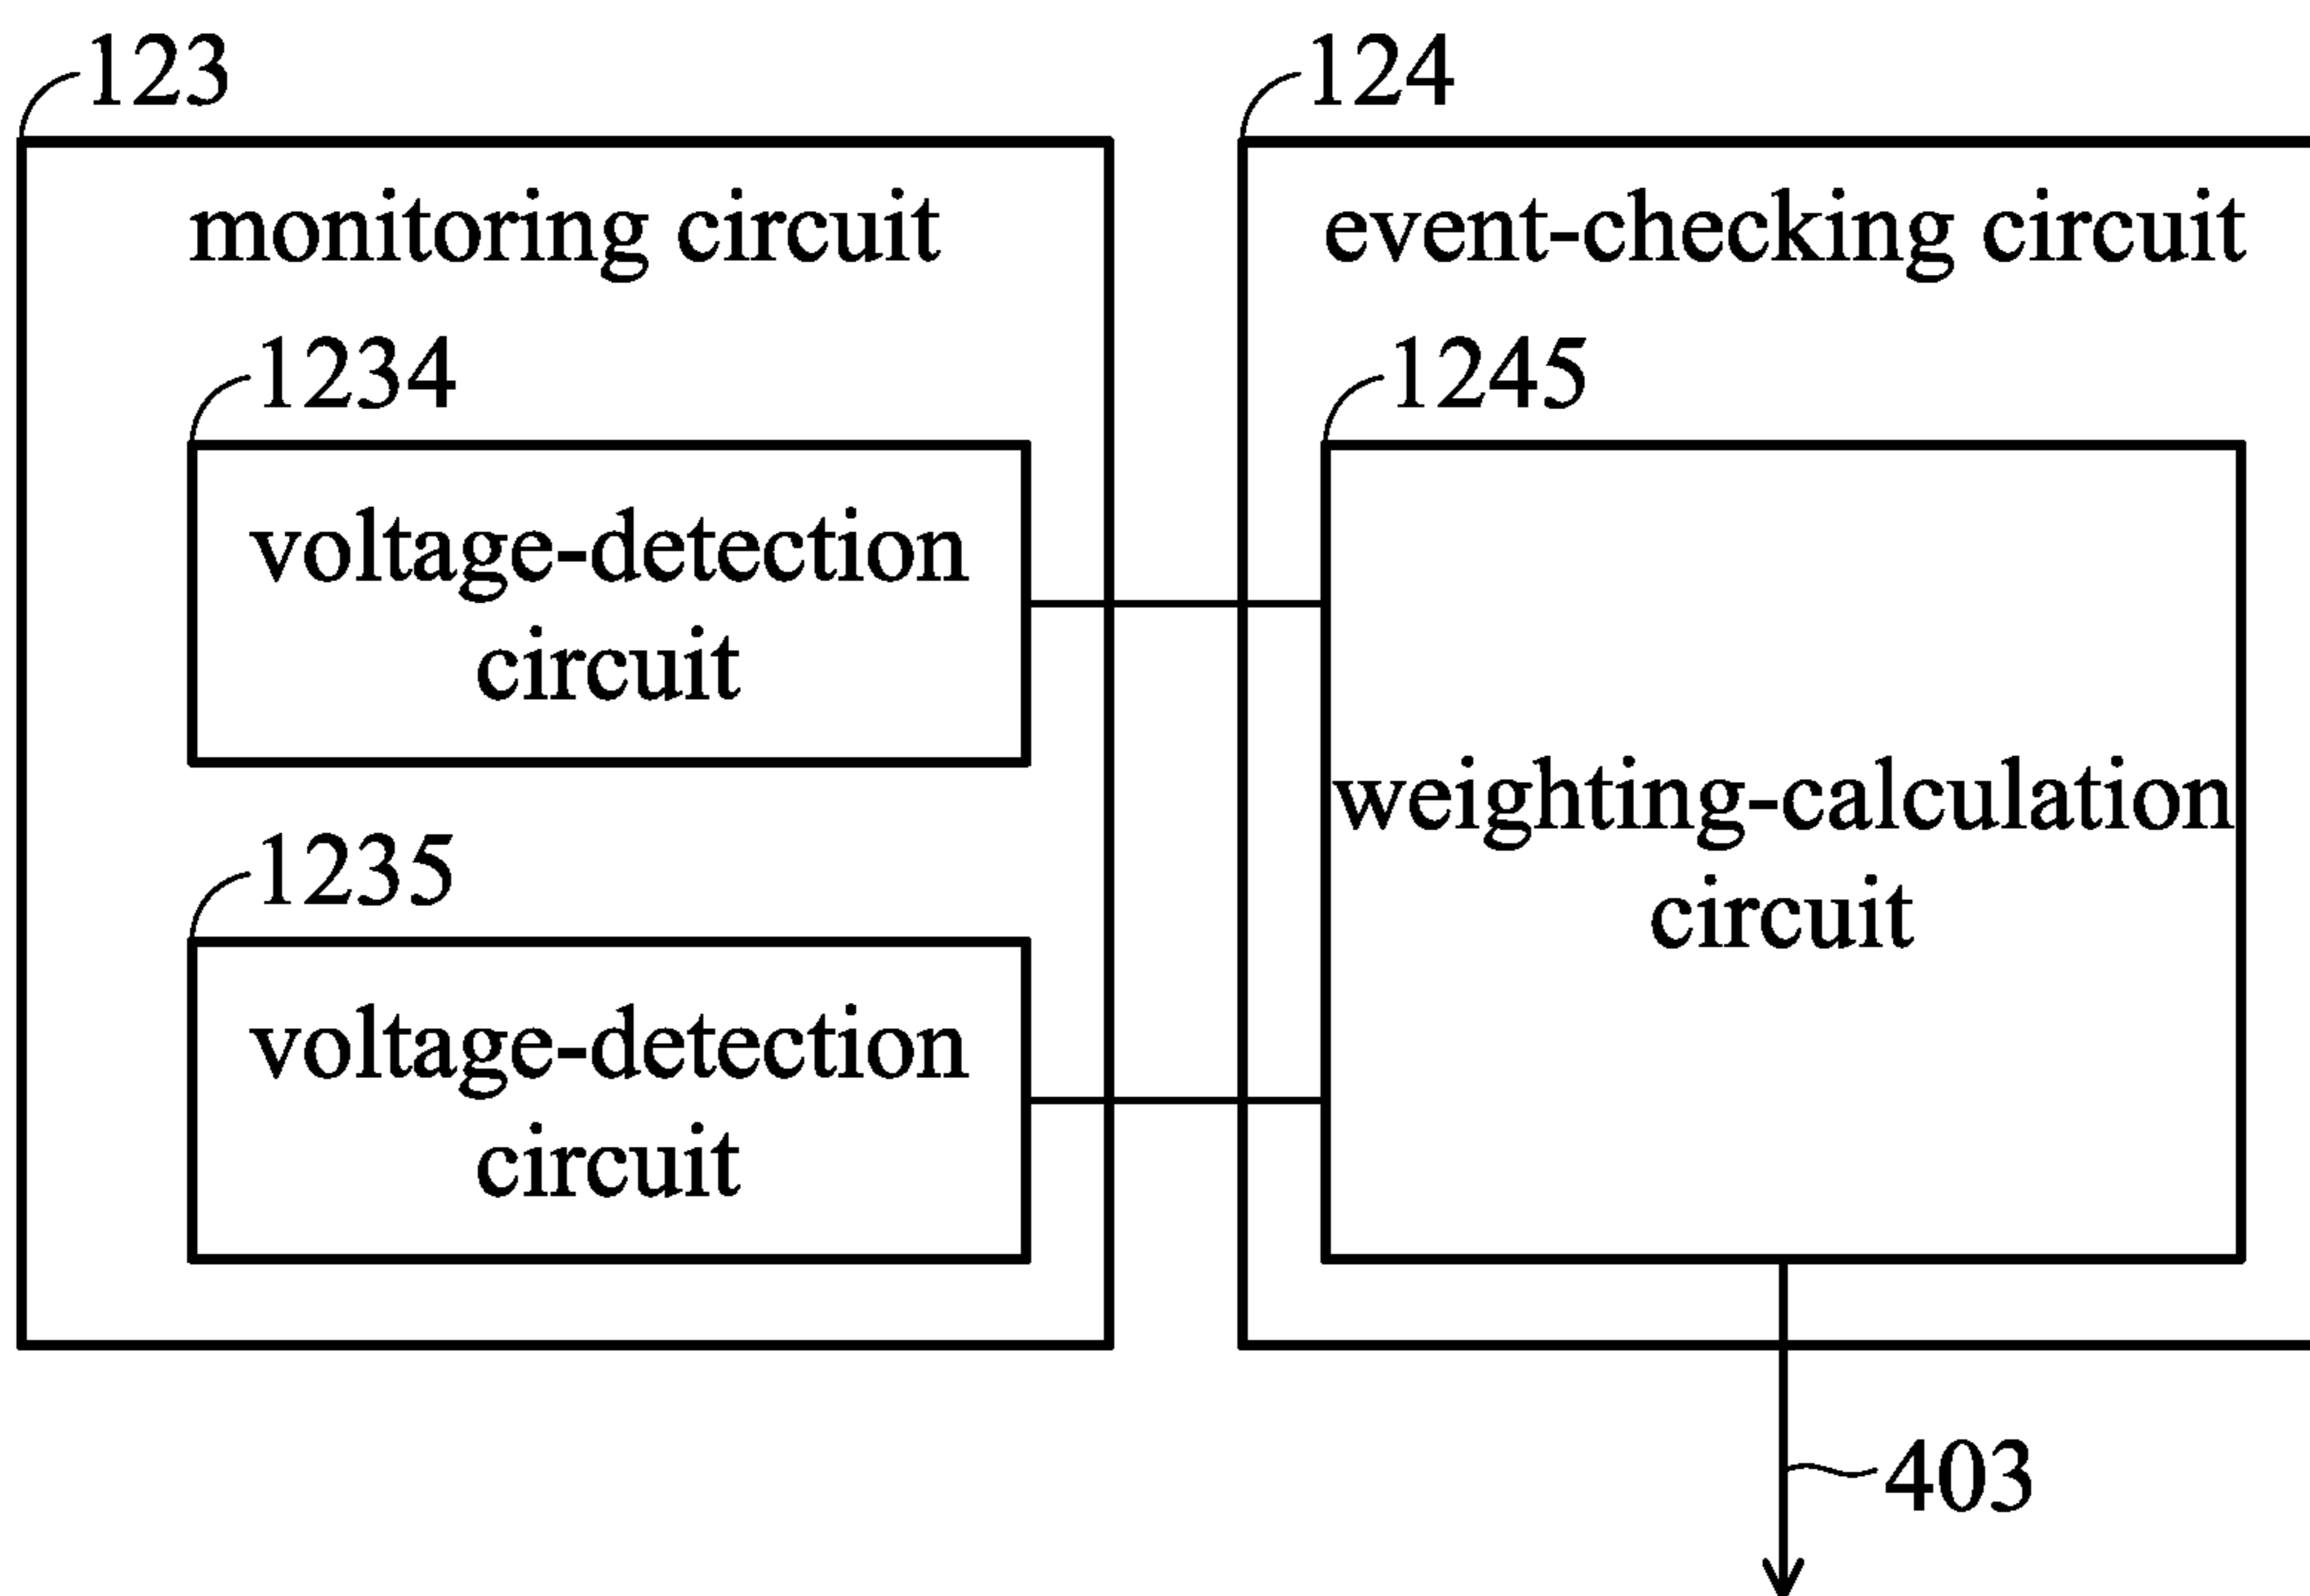 123
monitoring circuit
1234
voltage-detection
circuit
1235
voltage-detection
circuit
124
event-checking circuit
1245
weighting-calculation
circuit
403